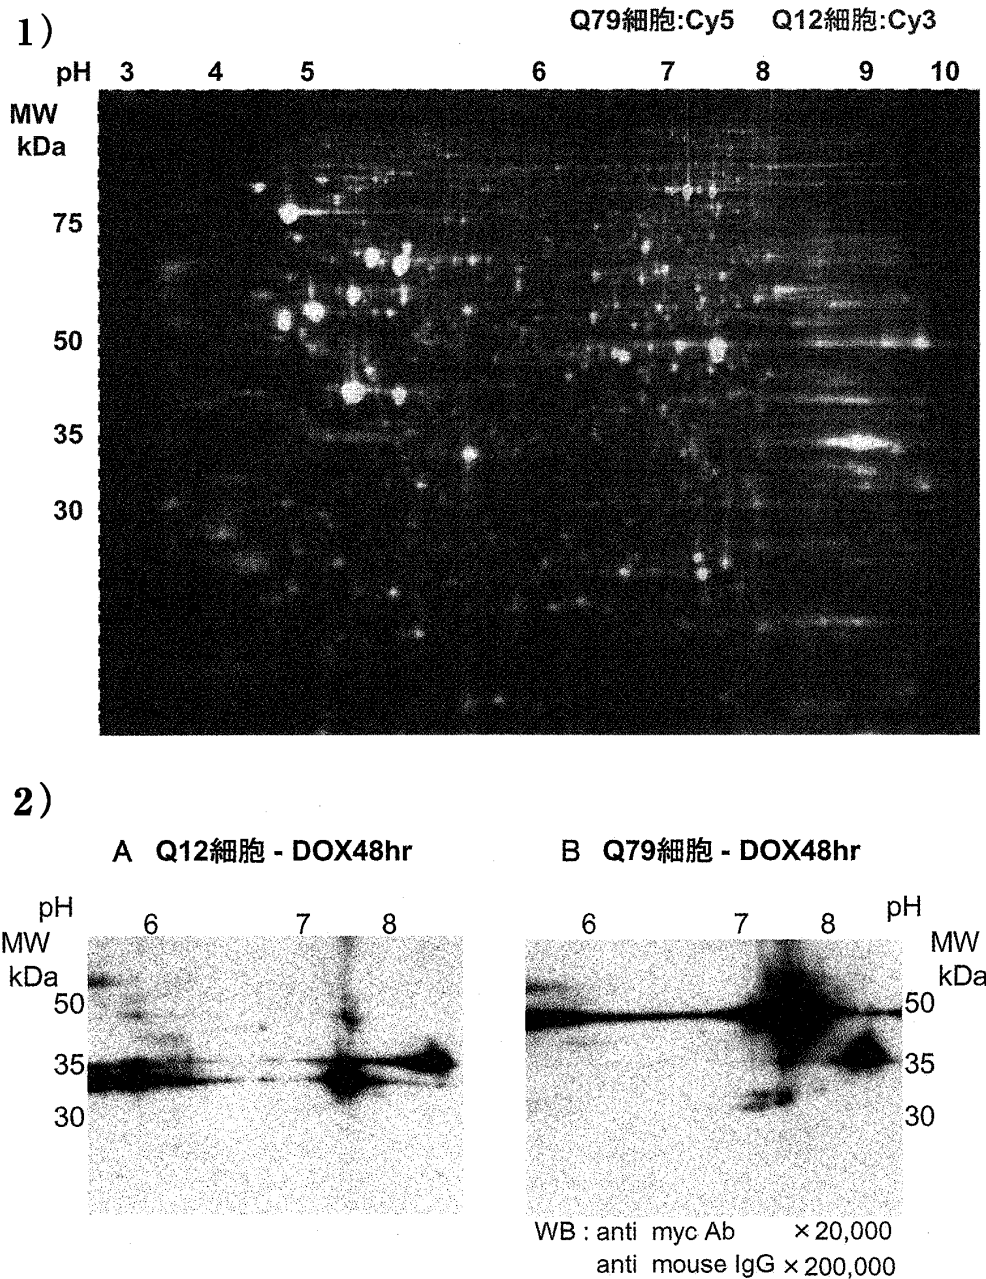 1)
Q79細胞:Cy5 Q12細胞:Cy3
pH 3 4 5 6 7 8 9 10
MW
kDa
75
50
35
30
2)
A Q12細胞 - DOX48hr
pH 6 7 8
MW
kDa
50
35
30
B Q79細胞 - DOX48hr
6 7 8 pH
MW
kDa
50
35
30
WB : anti myc Ab ×20,000
anti mouse IgG ×200,000